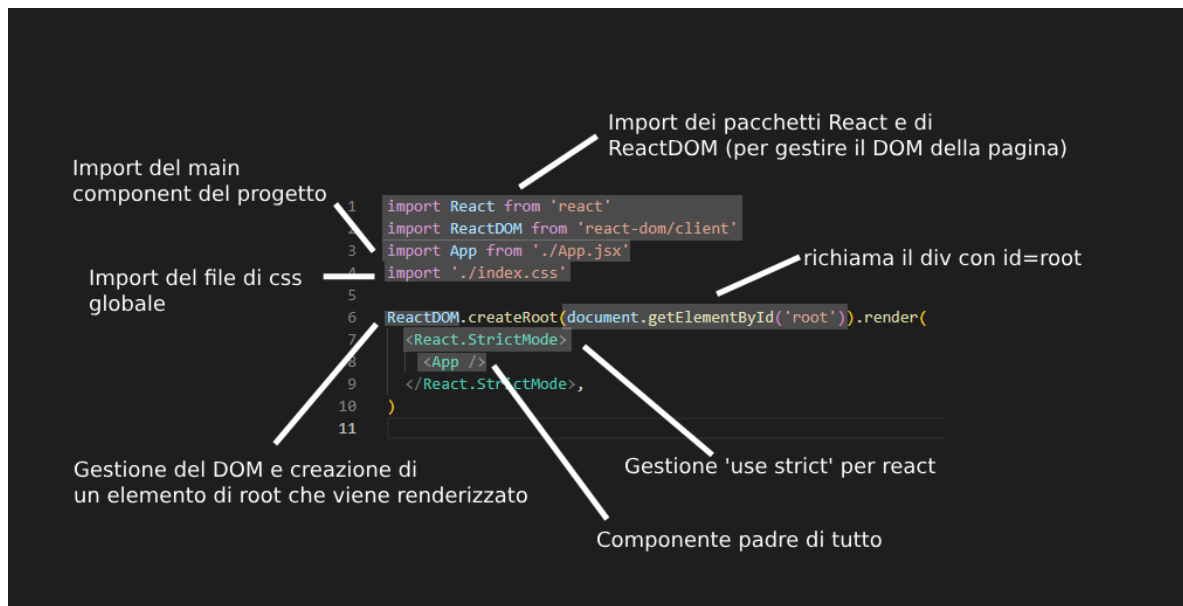 Import dei pacchetti React e di
ReactDOM (per gestire il DOM della pagina)
Import del main
component del progetto
Import del file di css
globale
richiama il div con id=root
1 import React from 'react'
2 import ReactDOM from 'react-dom/client'
3 import App from './App.jsx'
4 import './index.css'
5
6 ReactDOM.createRoot(document.getElementById('root')).render(
7 <React.StrictMode>
8 <App />
9 </React.StrictMode>,
10 )
11
Gestione del DOM e creazione di
un elemento di root che viene renderizzato
Gestione 'use strict' per react
Componente padre di tutto